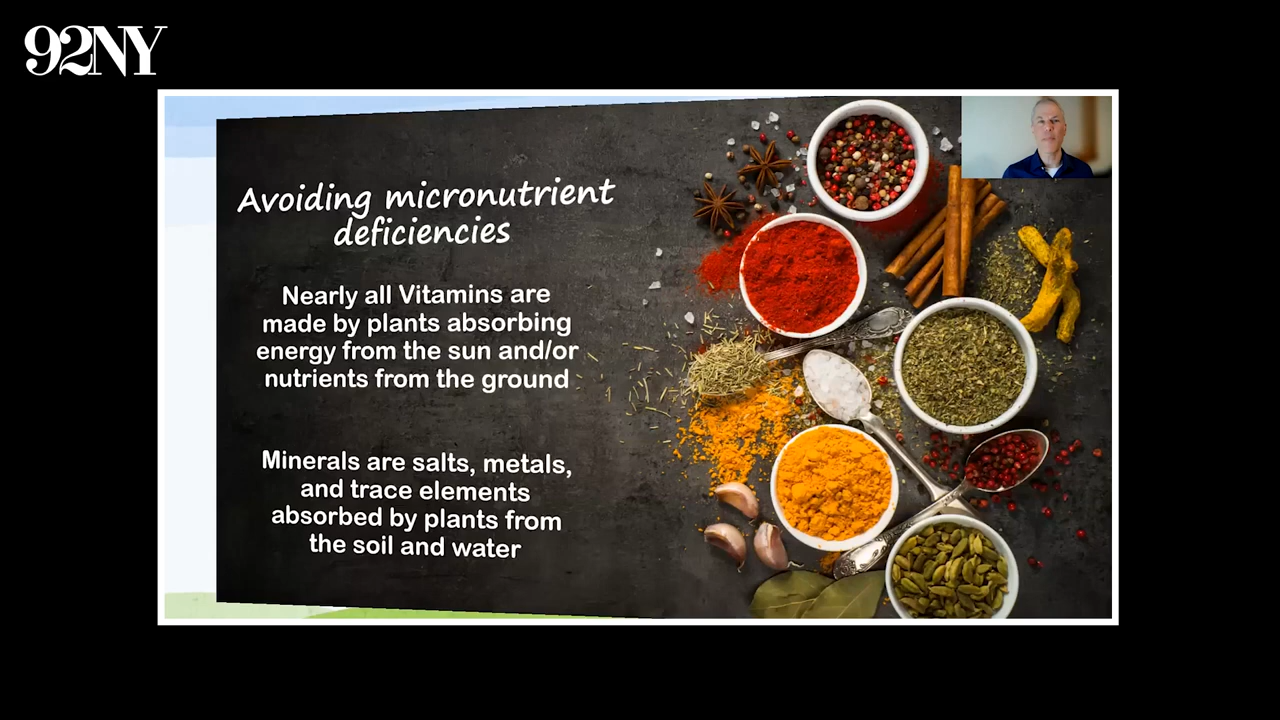 92NY
Avoiding micronutrient
deficiencies
Nearly all Vitamins are
made by plants absorbing
energy from the sun and/or
nutrients from the ground
Minerals are salts, metals,
and trace elements
absorbed by plants from
the soil and water